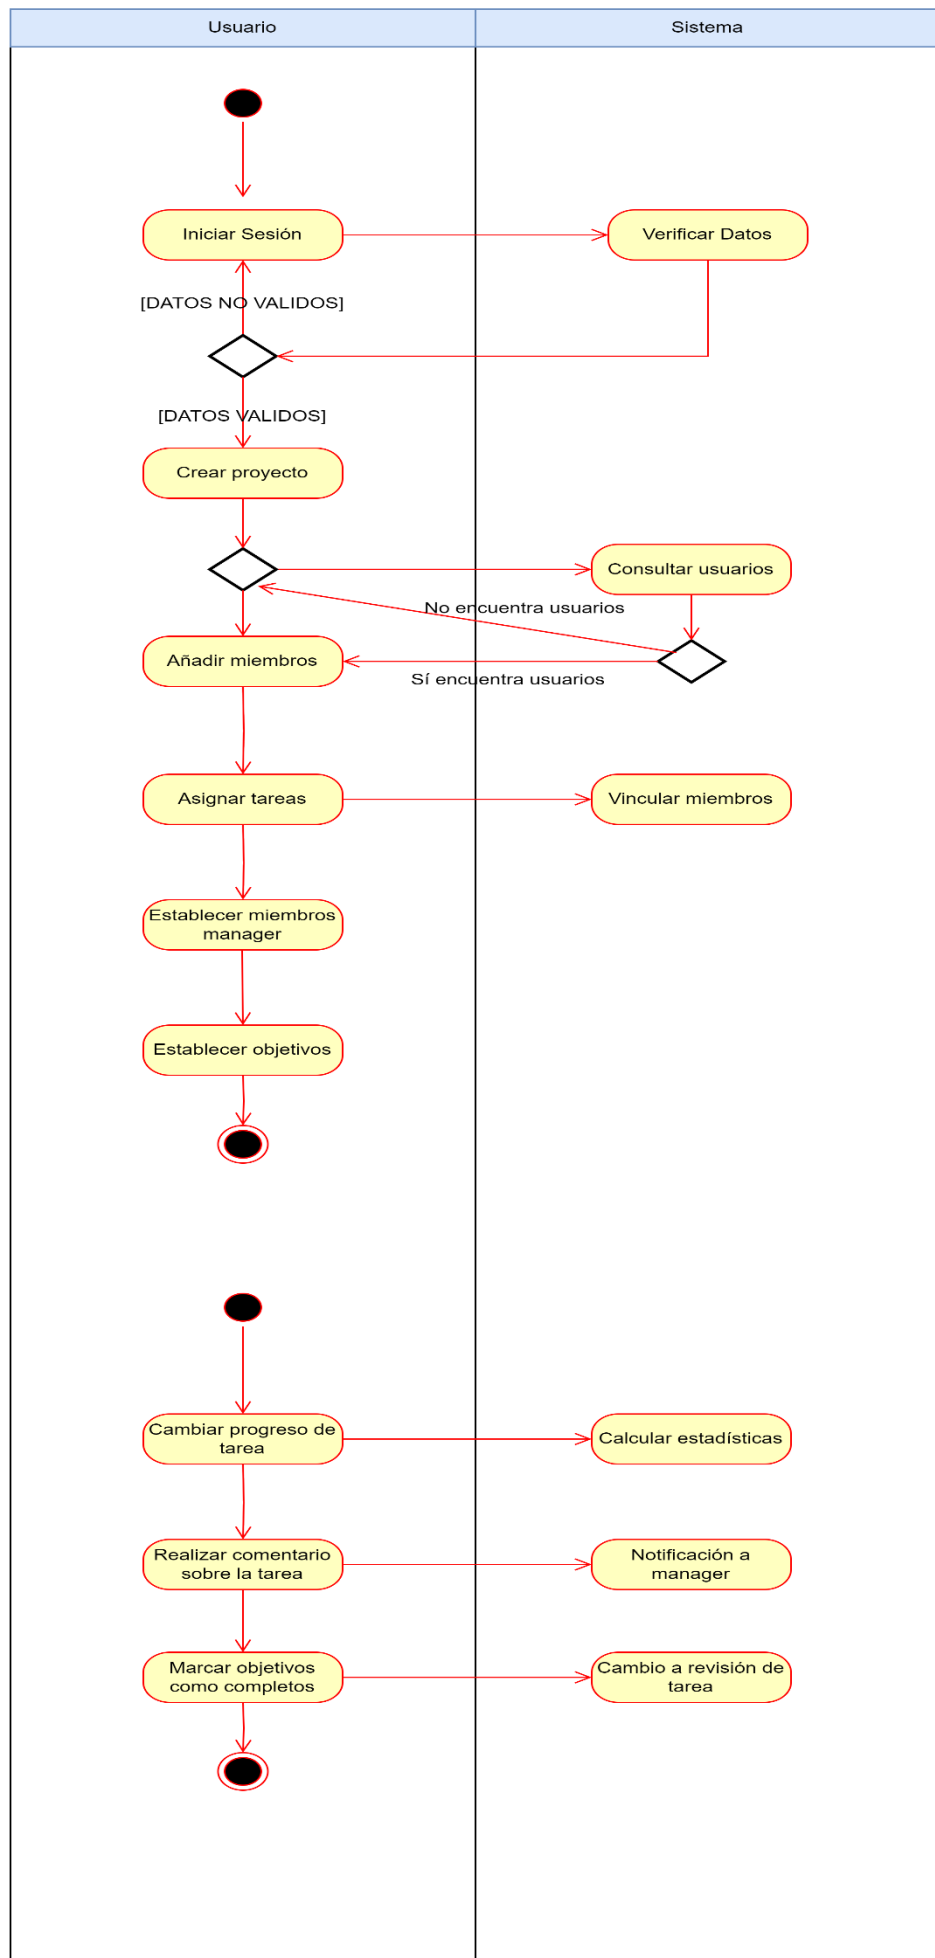 Usuario
Sistema
Iniciar Sesión
Verificar Datos
[DATOS NO VALIDOS]
[DATOS VALIDOS]
Crear proyecto
Consultar usuarios
No encuentra usuarios
Añadir miembros
Sí encuentra usuarios
Asignar tareas
Vincular miembros
Establecer miembros
manager
Establecer objetivos
Cambiar progreso de
tarea
Calcular estadísticas
Realizar comentario
sobre la tarea
Notificación a
manager
Marcar objetivos
como completos
Cambio a revisión de
tarea